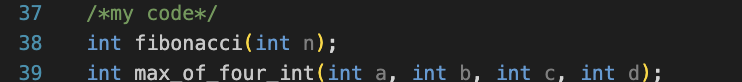 37 /*my code*/
38 int fibonacci(int n);
39 int max_of_four_int(int a, int b, int c, int d);